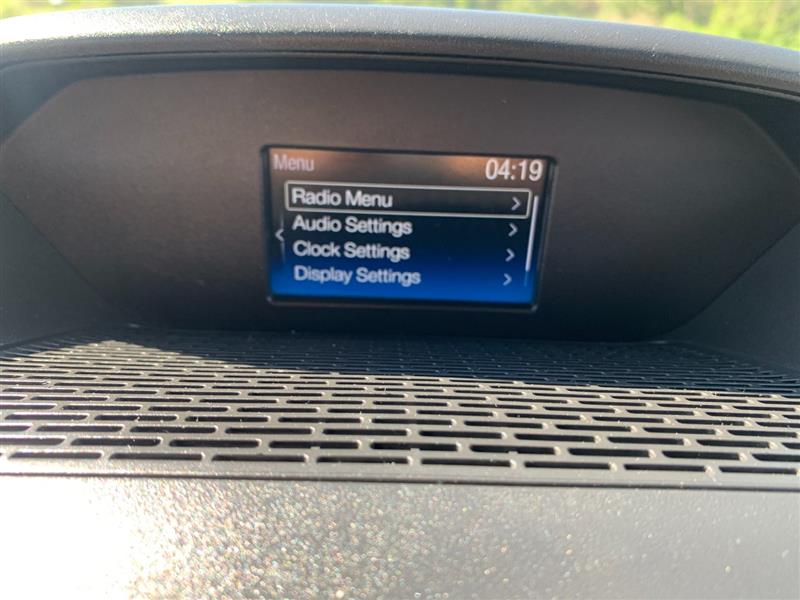 Menu 04:19
Radio Menu
Audio Settings
Clock Settings
Display Settings